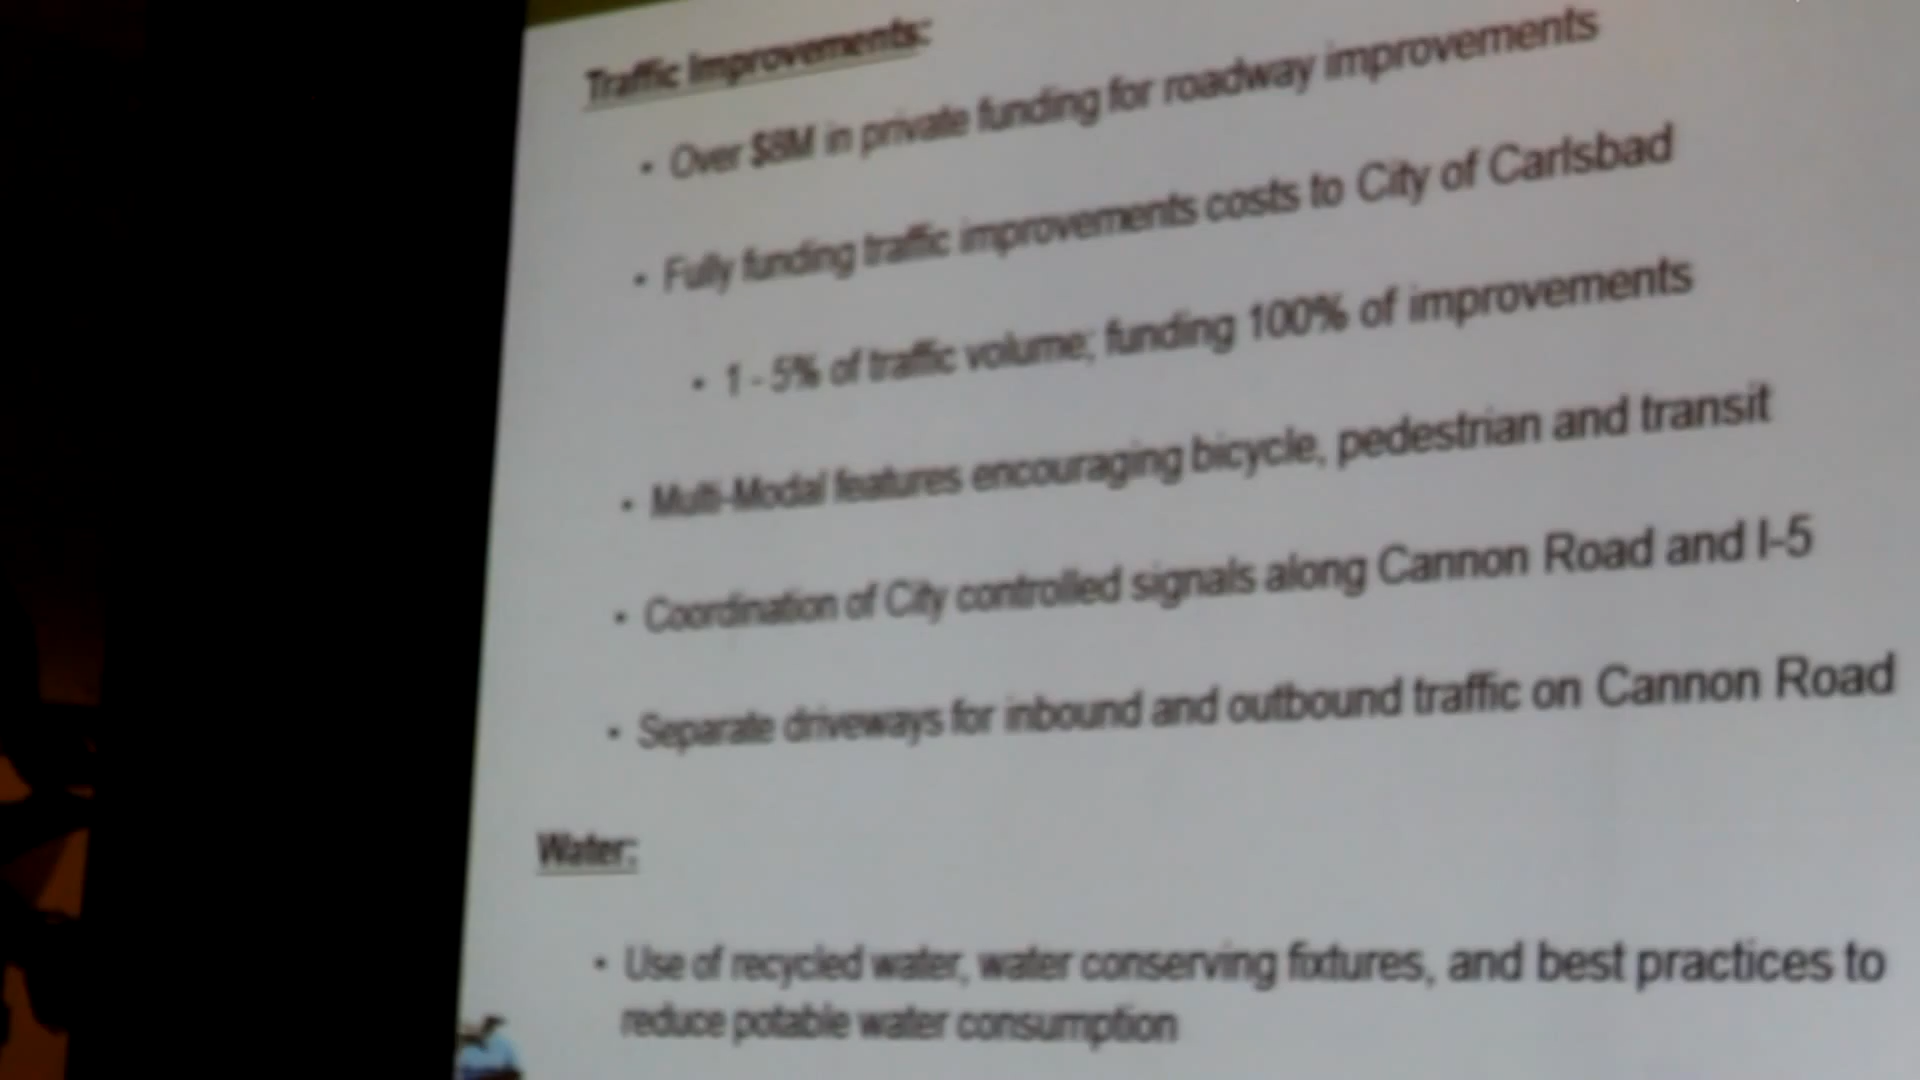 Traffic Improvements:
• Over $8M in private funding for roadway improvements
• Fully funding traffic improvements costs to City of Carlsbad
• 1 - 5% of traffic volume; funding 100% of improvements
• Multi-Modal features encouraging bicycle, pedestrian and transit
• Coordination of City controlled signals along Cannon Road and I-5
• Separate driveways for inbound and outbound traffic on Cannon Road
Water:
• Use of recycled water, water conserving fixtures, and best practices to
reduce potable water consumption